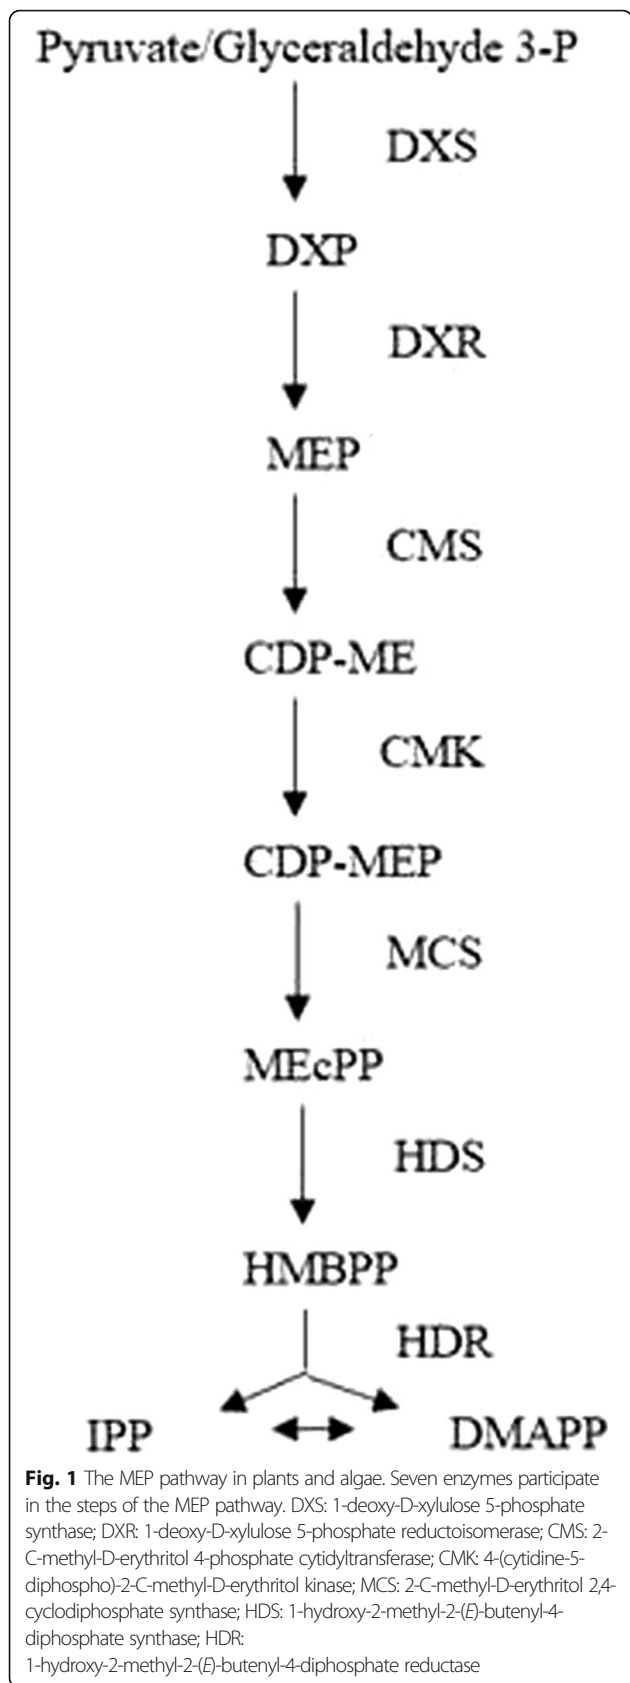 Pyruvate/Glyceraldehyde 3-P
DXS
DXP
DXR
MEP
CMS
CDP-ME
CMK
CDP-MEP
MCS
MEcPP
HDS
HMBPP
HDR
IPP DMAPP
Fig. 1 The MEP pathway in plants and algae. Seven enzymes participate
in the steps of the MEP pathway. DXS: 1-deoxy-D-xylulose 5-phosphate
synthase; DXR: 1-deoxy-D-xylulose 5-phosphate reductoisomerase; CMS: 2-
C-methyl-D-erythritol 4-phosphate cytidyltransferase; CMK: 4-(cytidine-5-
diphospho)-2-C-methyl-D-erythritol kinase; MCS: 2-C-methyl-D-erythritol 2,4-
cyclodiphosphate synthase; HDS: 1-hydroxy-2-methyl-2-(E)-butenyl-4-
diphosphate synthase; HDR:
1-hydroxy-2-methyl-2-(E)-butenyl-4-diphosphate reductase